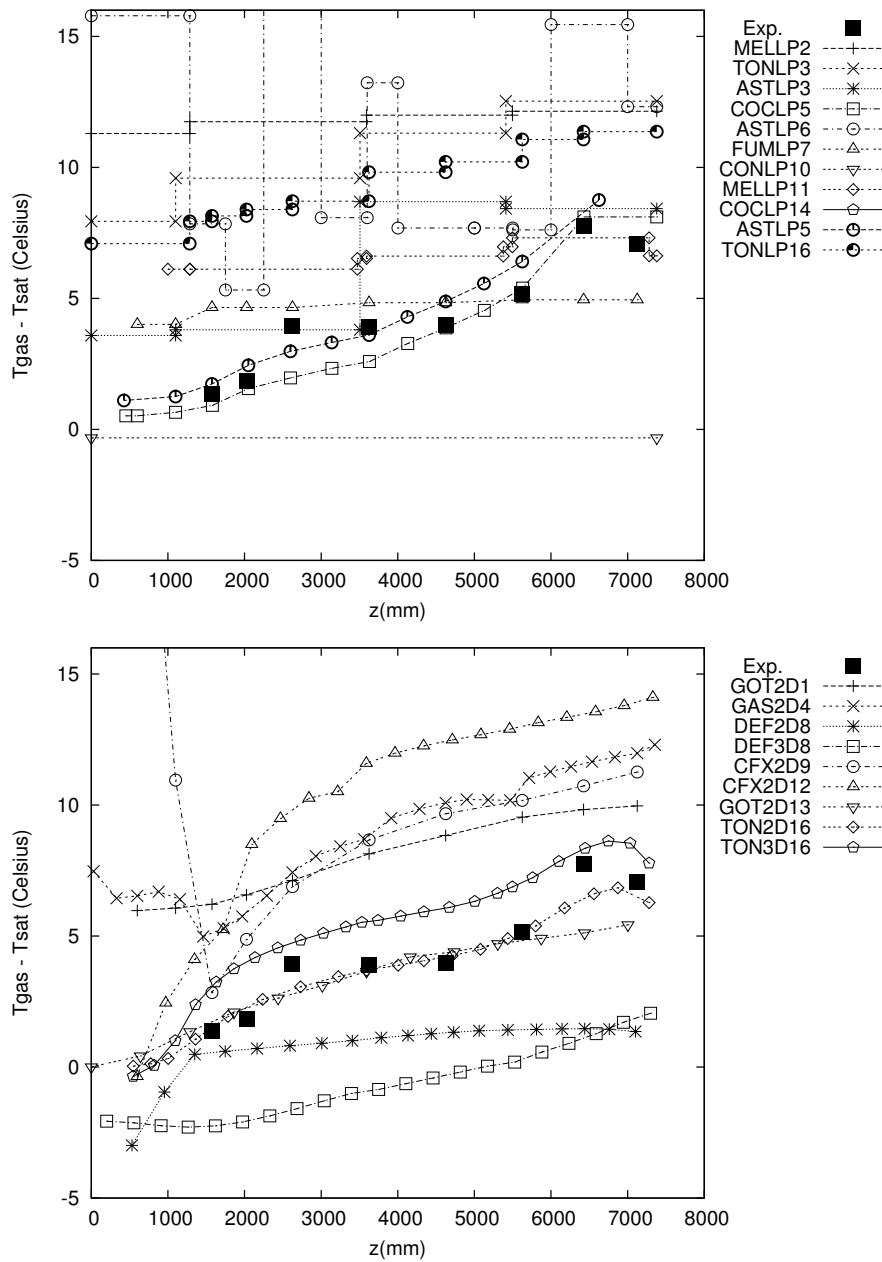 15
10
5
0
-5
Tgas - Tsat (Celsius)
0 1000 2000 3000 4000 5000 6000 7000 8000
z(mm)
Exp.
MELLP2
TONLP3
ASTLP3
COCLP5
ASTLP6
FUMLP7
CONLP10
MELLP11
COCLP14
ASTLP5
TONLP16
15
10
5
0
-5
Tgas - Tsat (Celsius)
0 1000 2000 3000 4000 5000 6000 7000 8000
z(mm)
Exp.
GOT2D1
GAS2D4
DEF2D8
DEF3D8
CFX2D9
CFX2D12
GOT2D13
TON2D16
TON3D16